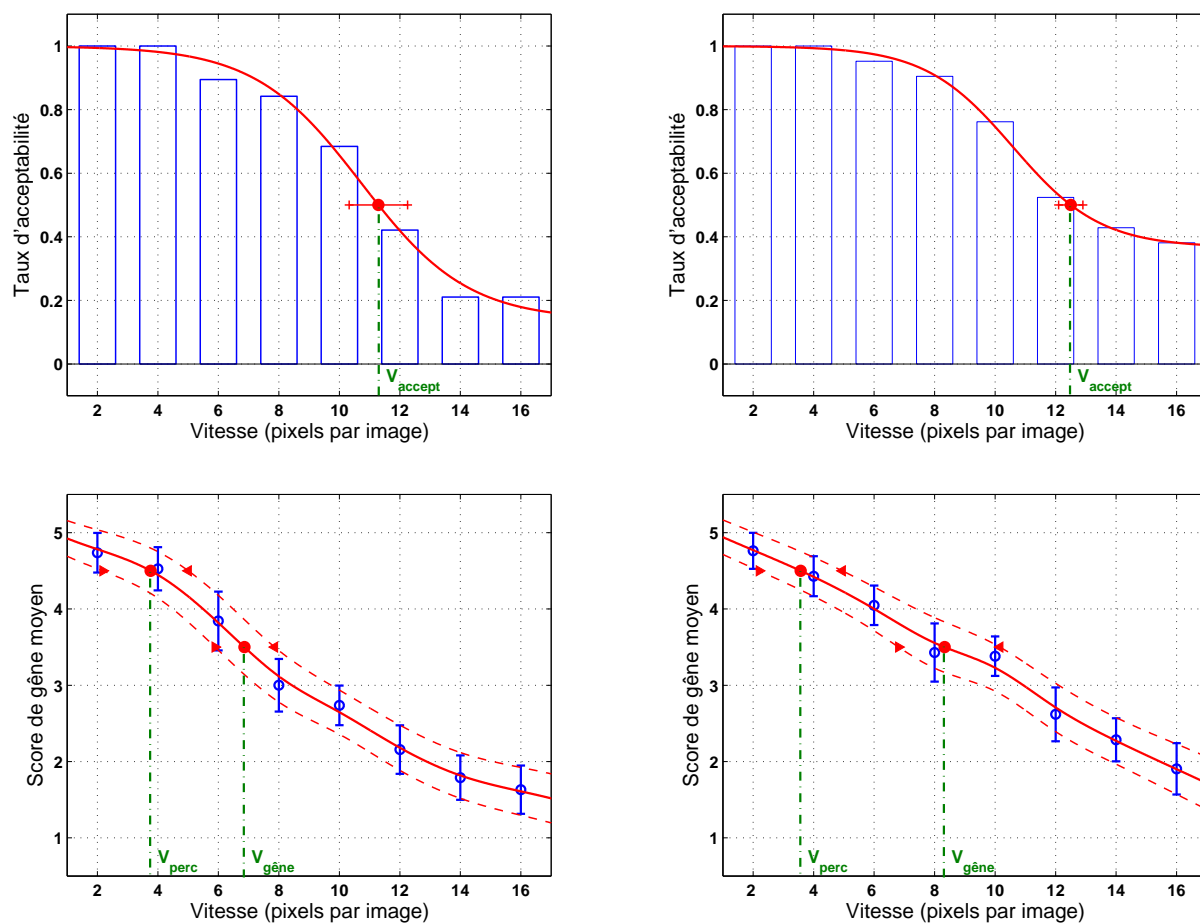 1
0.8
0.6
0.4
0.2
0
Taux d'acceptabilité
V accept
2 4 6 8 10 12 14 16
Vitesse (pixels par image)
1
0.8
0.6
0.4
0.2
0
Taux d'acceptabilité
V accept
2 4 6 8 10 12 14 16
Vitesse (pixels par image)
5
4
3
2
1
Score de gêne moyen
V perc V gêne
2 4 6 8 10 12 14 16
Vitesse (pixels par image)
5
4
3
2
1
Score de gêne moyen
V perc V gêne
2 4 6 8 10 12 14 16
Vitesse (pixels par image)